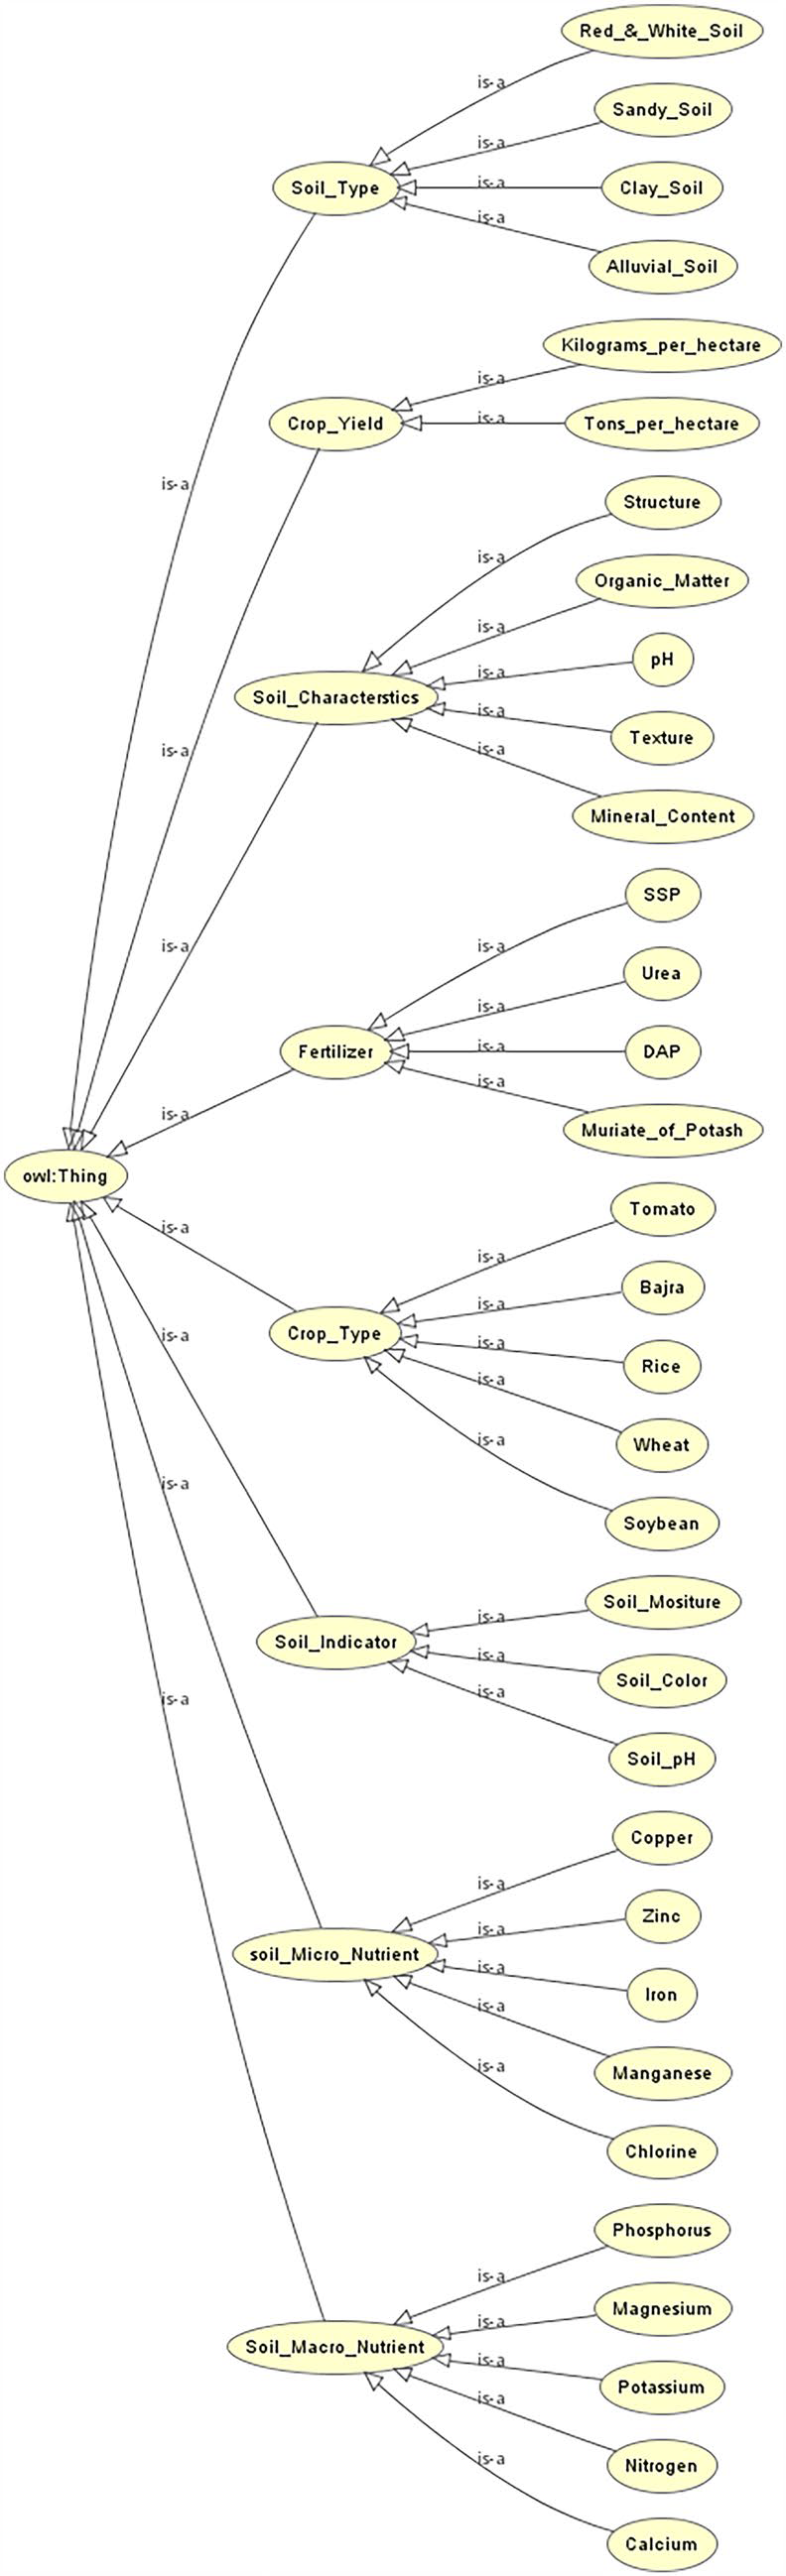 Red_&_White_Soil
is-a
Sandy_Soil
is-a
Soil_Type
is-a
Clay_Soil
is-a
Alluvial_Soil
Kilograms_per_hectare
is-a
Crop_Yield
is-a
Tons_per_hectare
is-a
Structure
is-a
Organic_Matter
is-a
pH
is-a
Soil_Characterstics
is-a
Texture
is-a
is-a
Mineral_Content
SSP
is-a
is-a
Urea
is-a
Fertilizer
is-a
DAP
is-a
is-a
Muriate_of_Potash
owl:Thing
Tomato
is-a
is-a
Bajra
is-a
Crop_Type
is-a
is-a
Rice
is-a
Wheat
is-a
Soybean
Soil_Mositure
is-a
Soil_Indicator
is-a
Soil_Color
is-a
is-a
Soil_pH
is-a
Copper
is-a
Zinc
is-a
soil_Micro_Nutrient
is-a
Iron
is-a
Manganese
is-a
Chlorine
Phosphorus
is-a
Magnesium
is-a
Soil_Macro_Nutrient
is-a
Potassium
is-a
Nitrogen
is-a
Calcium